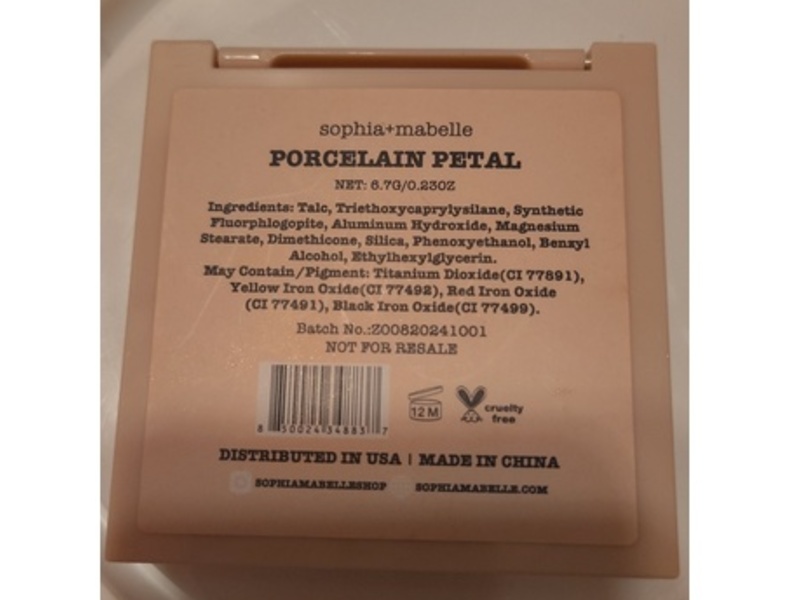 sophia+mabelle
PORCELAIN PETAL
NET: 6.7G/0.23OZ
Ingredients: Talc, Triethoxycaprylysilane, Synthetic
Fluorphlogopite, Aluminum Hydroxide, Magnesium
Stearate, Dimethicone, Silica, Phenoxyethanol, Benzyl
Alcohol, Ethylhexylglycerin.
May Contain/Pigment: Titanium Dioxide(CI 77891),
Yellow Iron Oxide(CI 77492), Red Iron Oxide
(CI 77491), Black Iron Oxide(CI 77499).
Batch No.:Z00820241001
NOT FOR RESALE
8 50024 34883 7
12 M
cruelty
free
DISTRIBUTED IN USA | MADE IN CHINA
SOPHIAMABELLESHOP SOPHIAMABELLE.COM